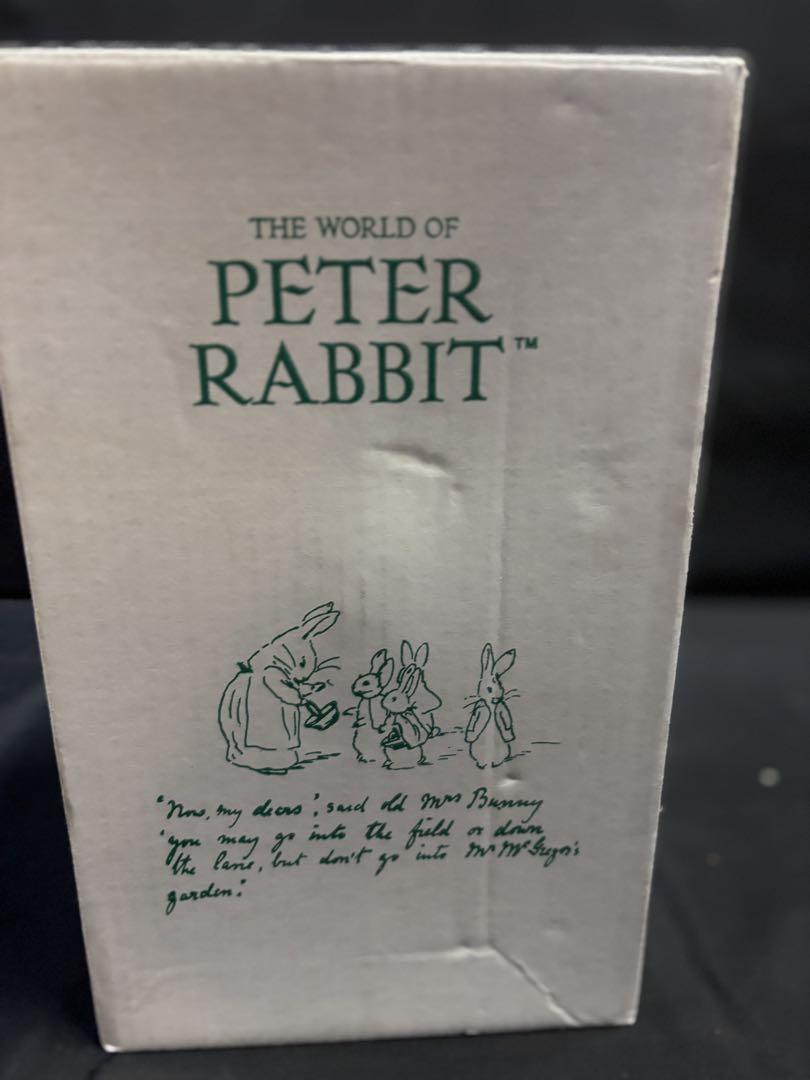 THE WORLD OF
PETER
RABBIT™
"Now, my dears", said old Mrs Bunny
'you may go into the field or down
the lane, but don't go into Mr McGregor's
garden."